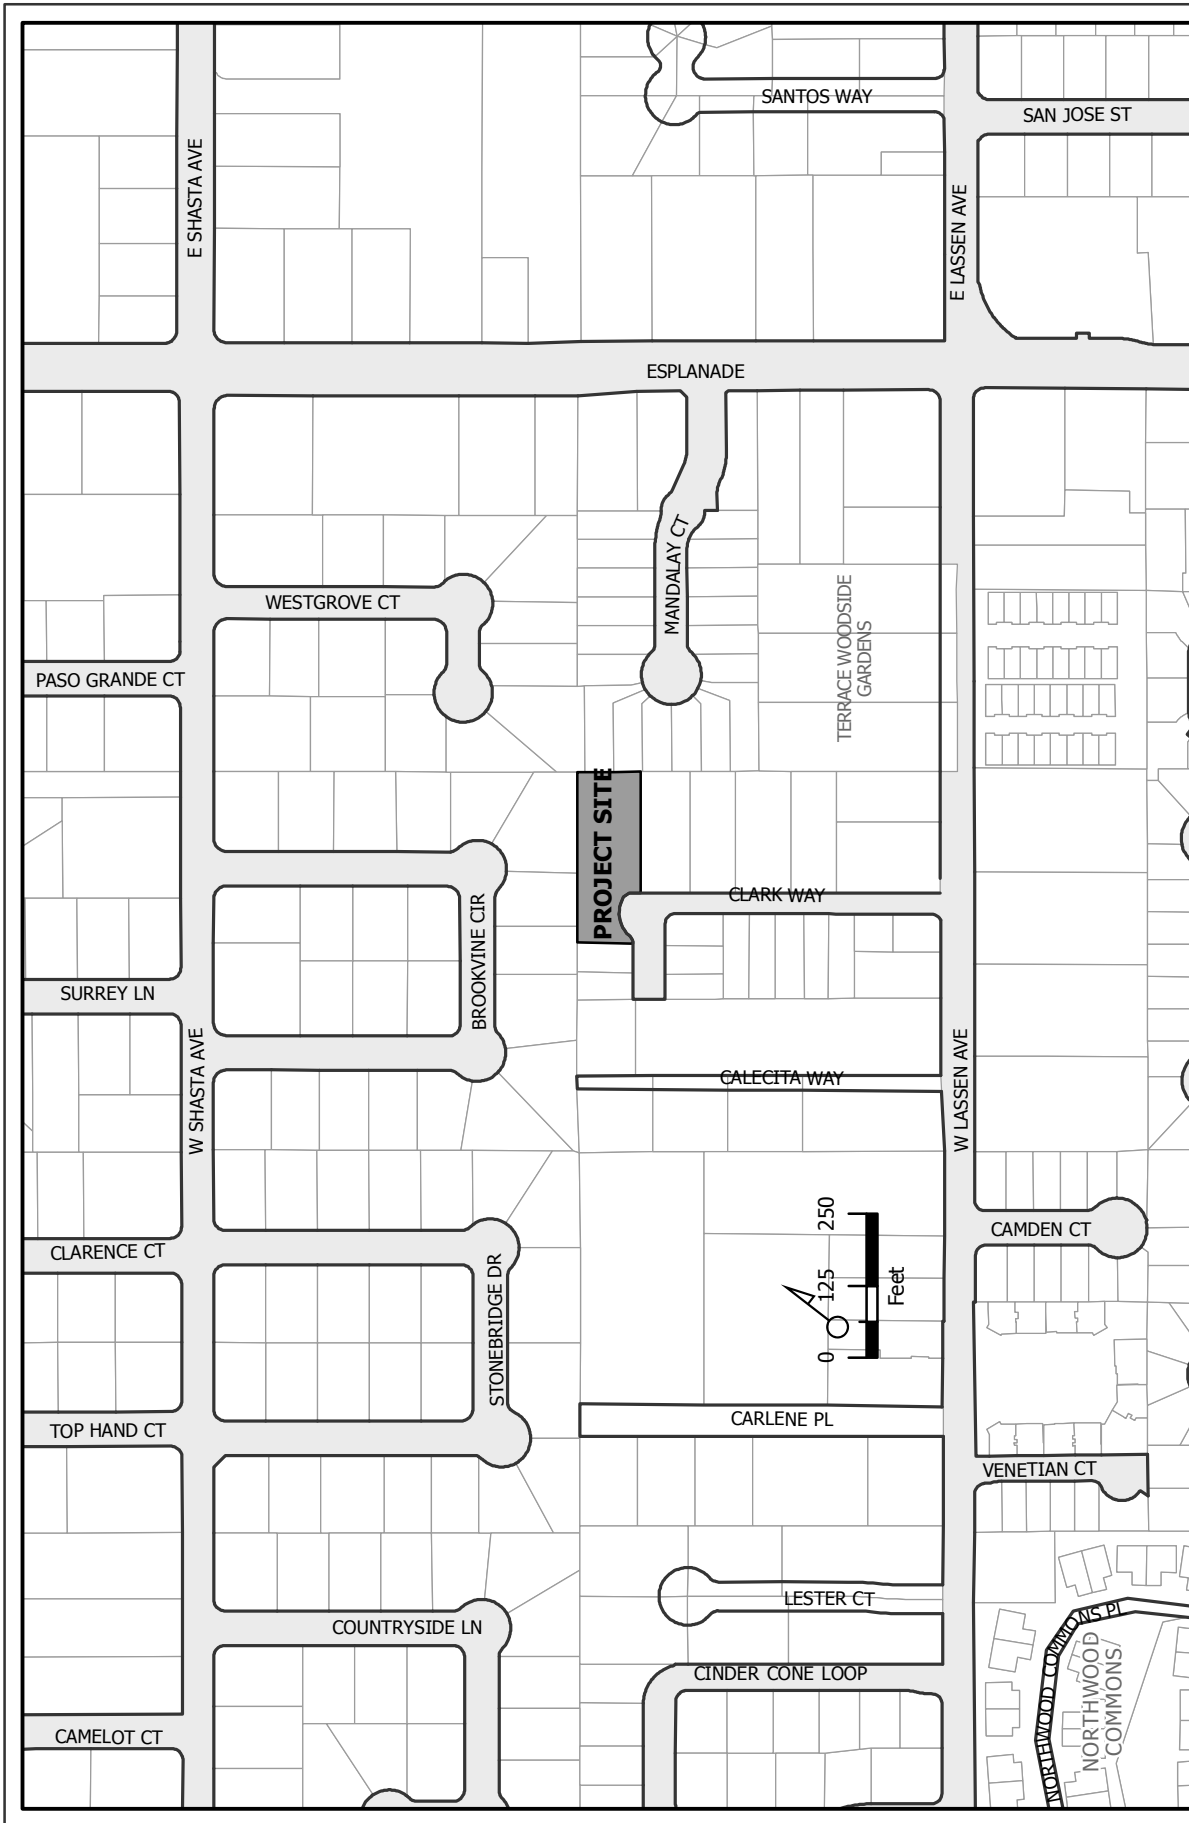 SANTOS WAY
SAN JOSE ST
E SHASTA AVE
E LASSEN AVE
ESPLANADE
MANDALAY CT
WESTGROVE CT
TERRACE WOODSIDE
GARDENS
PASO GRANDE CT
PROJECT SITE
CLARK WAY
BROOKVINE CIR
SURREY LN
W SHASTA AVE
CALECITA WAY
W LASSEN AVE
CLARENCE CT
CAMDEN CT
STONEBRIDGE DR
0
125
250
Feet
TOP HAND CT
CARLENE PL
VENETIAN CT
LESTER CT
COUNTRYSIDE LN
CINDER CONE LOOP
NORTHWOOD COMMONS PL
NORTHWOOD
COMMONS
CAMELOT CT